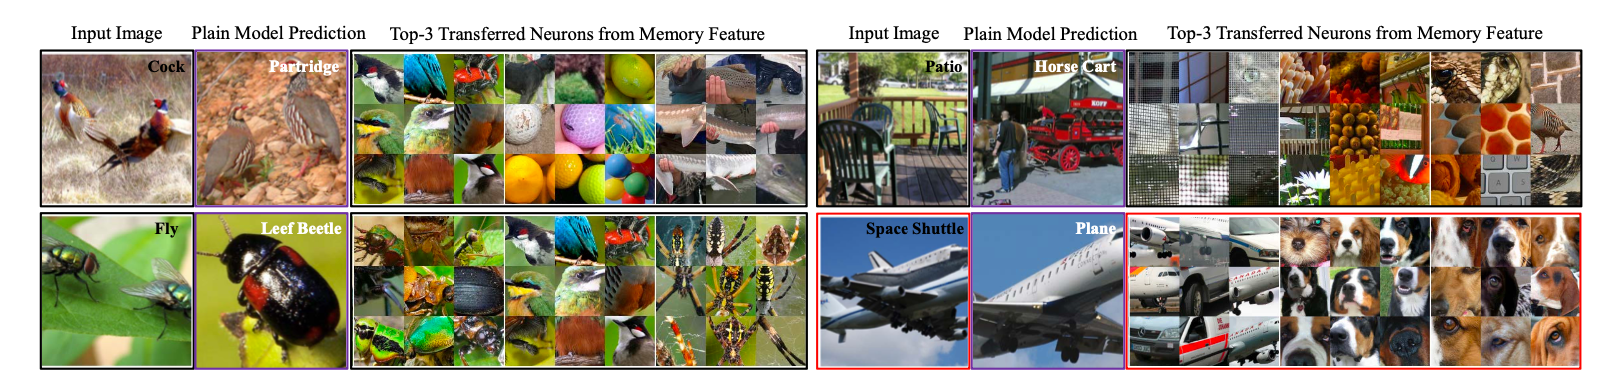 Input Image Plain Model Prediction Top-3 Transferred Neurons from Memory Feature Input Image Plain Model Prediction Top-3 Transferred Neurons from Memory Feature
Cock Partridge Patio Horse Cart
KOFF
Fly Leef Beetle Space Shuttle Plane